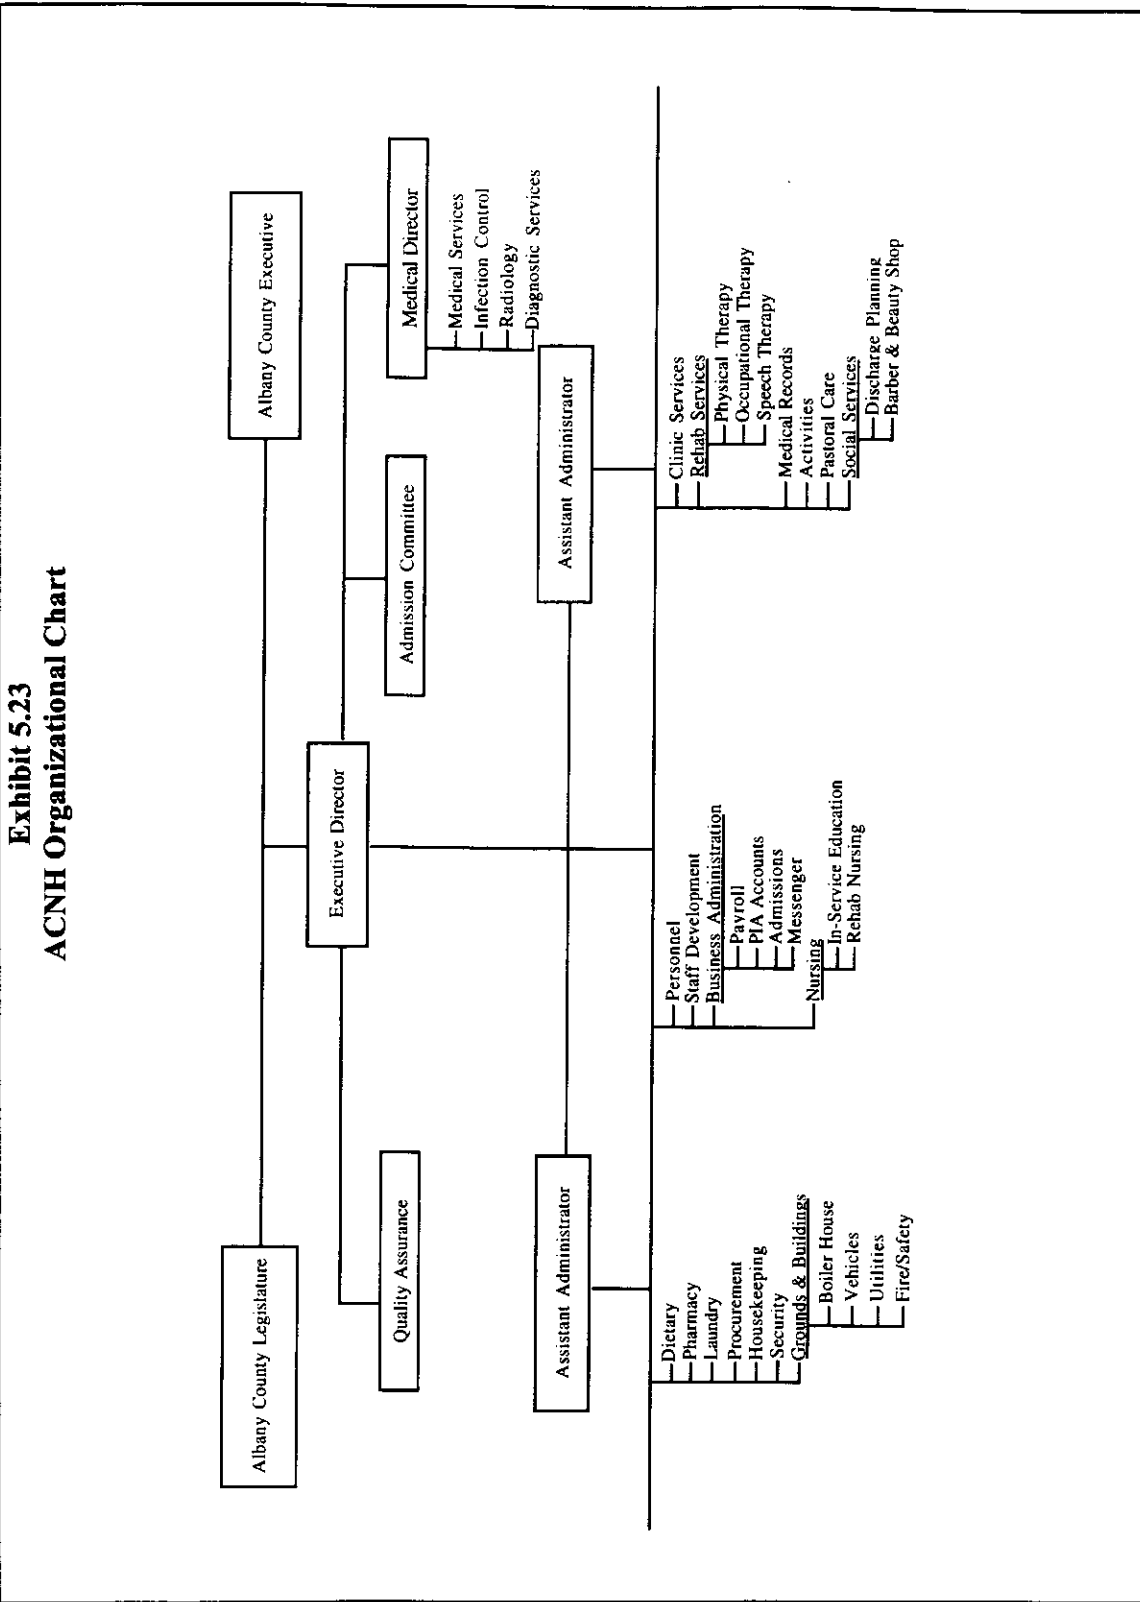 Exhibit 5.23
ACNH Organizational Chart
Albany County Legislature
Albany County Executive
Executive Director
Quality Assurance
Admission Committee
Medical Director
Medical Services
Infection Control
Radiology
Diagnostic Services
Assistant Administrator
Assistant Administrator
Dietary
Pharmacy
Laundry
Procurement
Housekeeping
Security
Grounds & Buildings
Boiler House
Vehicles
Utilities
Fire/Safety
Personnel
Staff Development
Business Administration
Payroll
PIA Accounts
Admissions
Messenger
Nursing
In-Service Education
Rehab Nursing
Clinic Services
Rehab Services
Physical Therapy
Occupational Therapy
Speech Therapy
Medical Records
Activities
Pastoral Care
Social Services
Discharge Planning
Barber & Beauty Shop